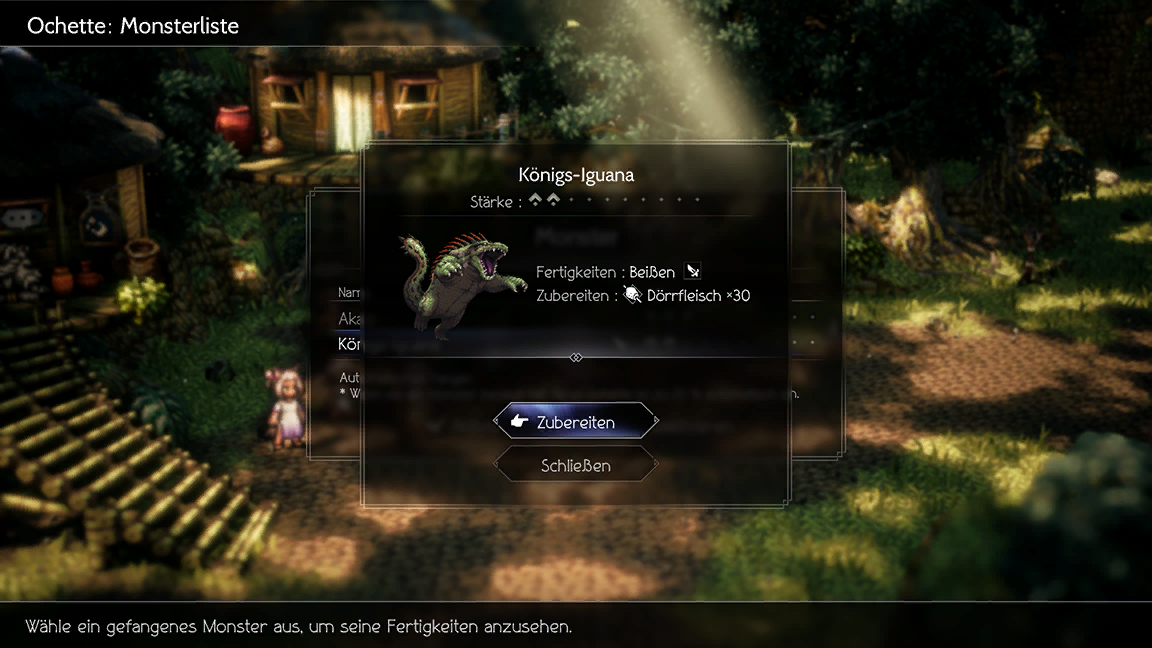 Ochette: Monsterliste
Königs-Iguana
Stärke :
Monster
Fertigkeiten : Beißen
Zubereiten : Dörrfleisch ×30
Zubereiten
Schließen
Wähle ein gefangenes Monster aus, um seine Fertigkeiten anzusehen.